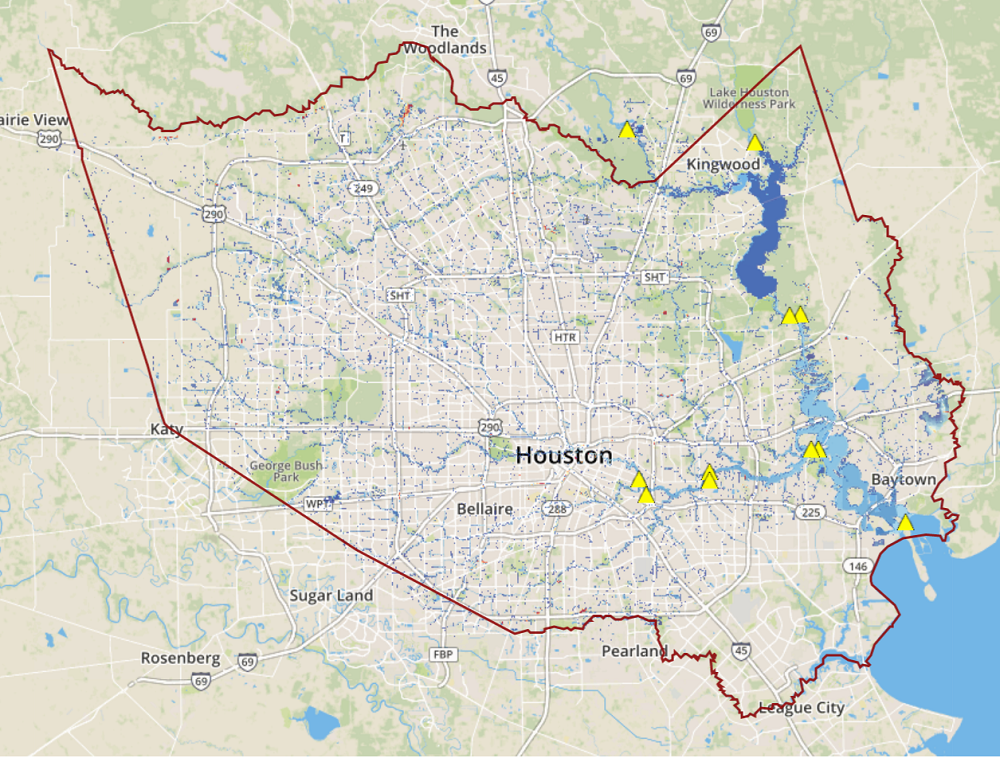 The
Woodlands
69
45
69
Lake Houston
Wilderness Park
airie View
290
T
Kingwood
249
290
SHT
SHT
HTR
290
Katy
Houston
George Bush
Park
Baytown
WP
Bellaire
288
225
146
Sugar Land
Rosenberg
69
69
FBP
Pearland
45
League City